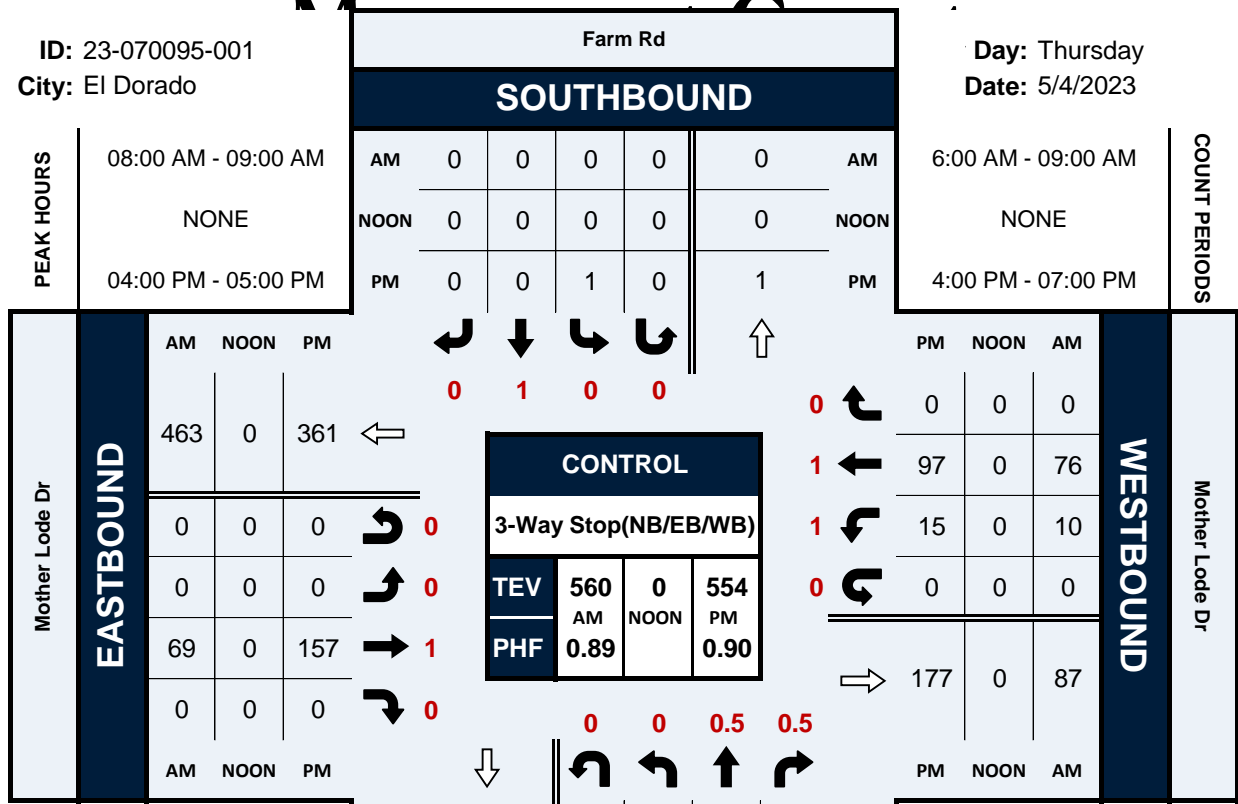 ID: 23-070095-001
City: El Dorado
Farm Rd
SOUTHBOUND
Day: Thursday
Date: 5/4/2023
PEAK HOURS
08:00 AM - 09:00 AM
NONE
04:00 PM - 05:00 PM
AM 0 0 0 0 0 AM
NOON 0 0 0 0 0 NOON
PM 0 0 1 0 1 PM
6:00 AM - 09:00 AM
NONE
4:00 PM - 07:00 PM
COUNT PERIODS
0 1 0 0
Mother Lode Dr
EASTBOUND
AM NOON PM
463 0 361
0 0 0 0
0 0 0 0
69 0 157 1
0 0 0 0
AM NOON PM
CONTROL
3-Way Stop(NB/EB/WB)
TEV 560 0 554
AM NOON PM
PHF 0.89 0.90
PM NOON AM
0 0 0 0
1 97 0 76
1 15 0 10
0 0 0 0
177 0 87
PM NOON AM
WESTBOUND
Mother Lode Dr
0 0 0.5 0.5